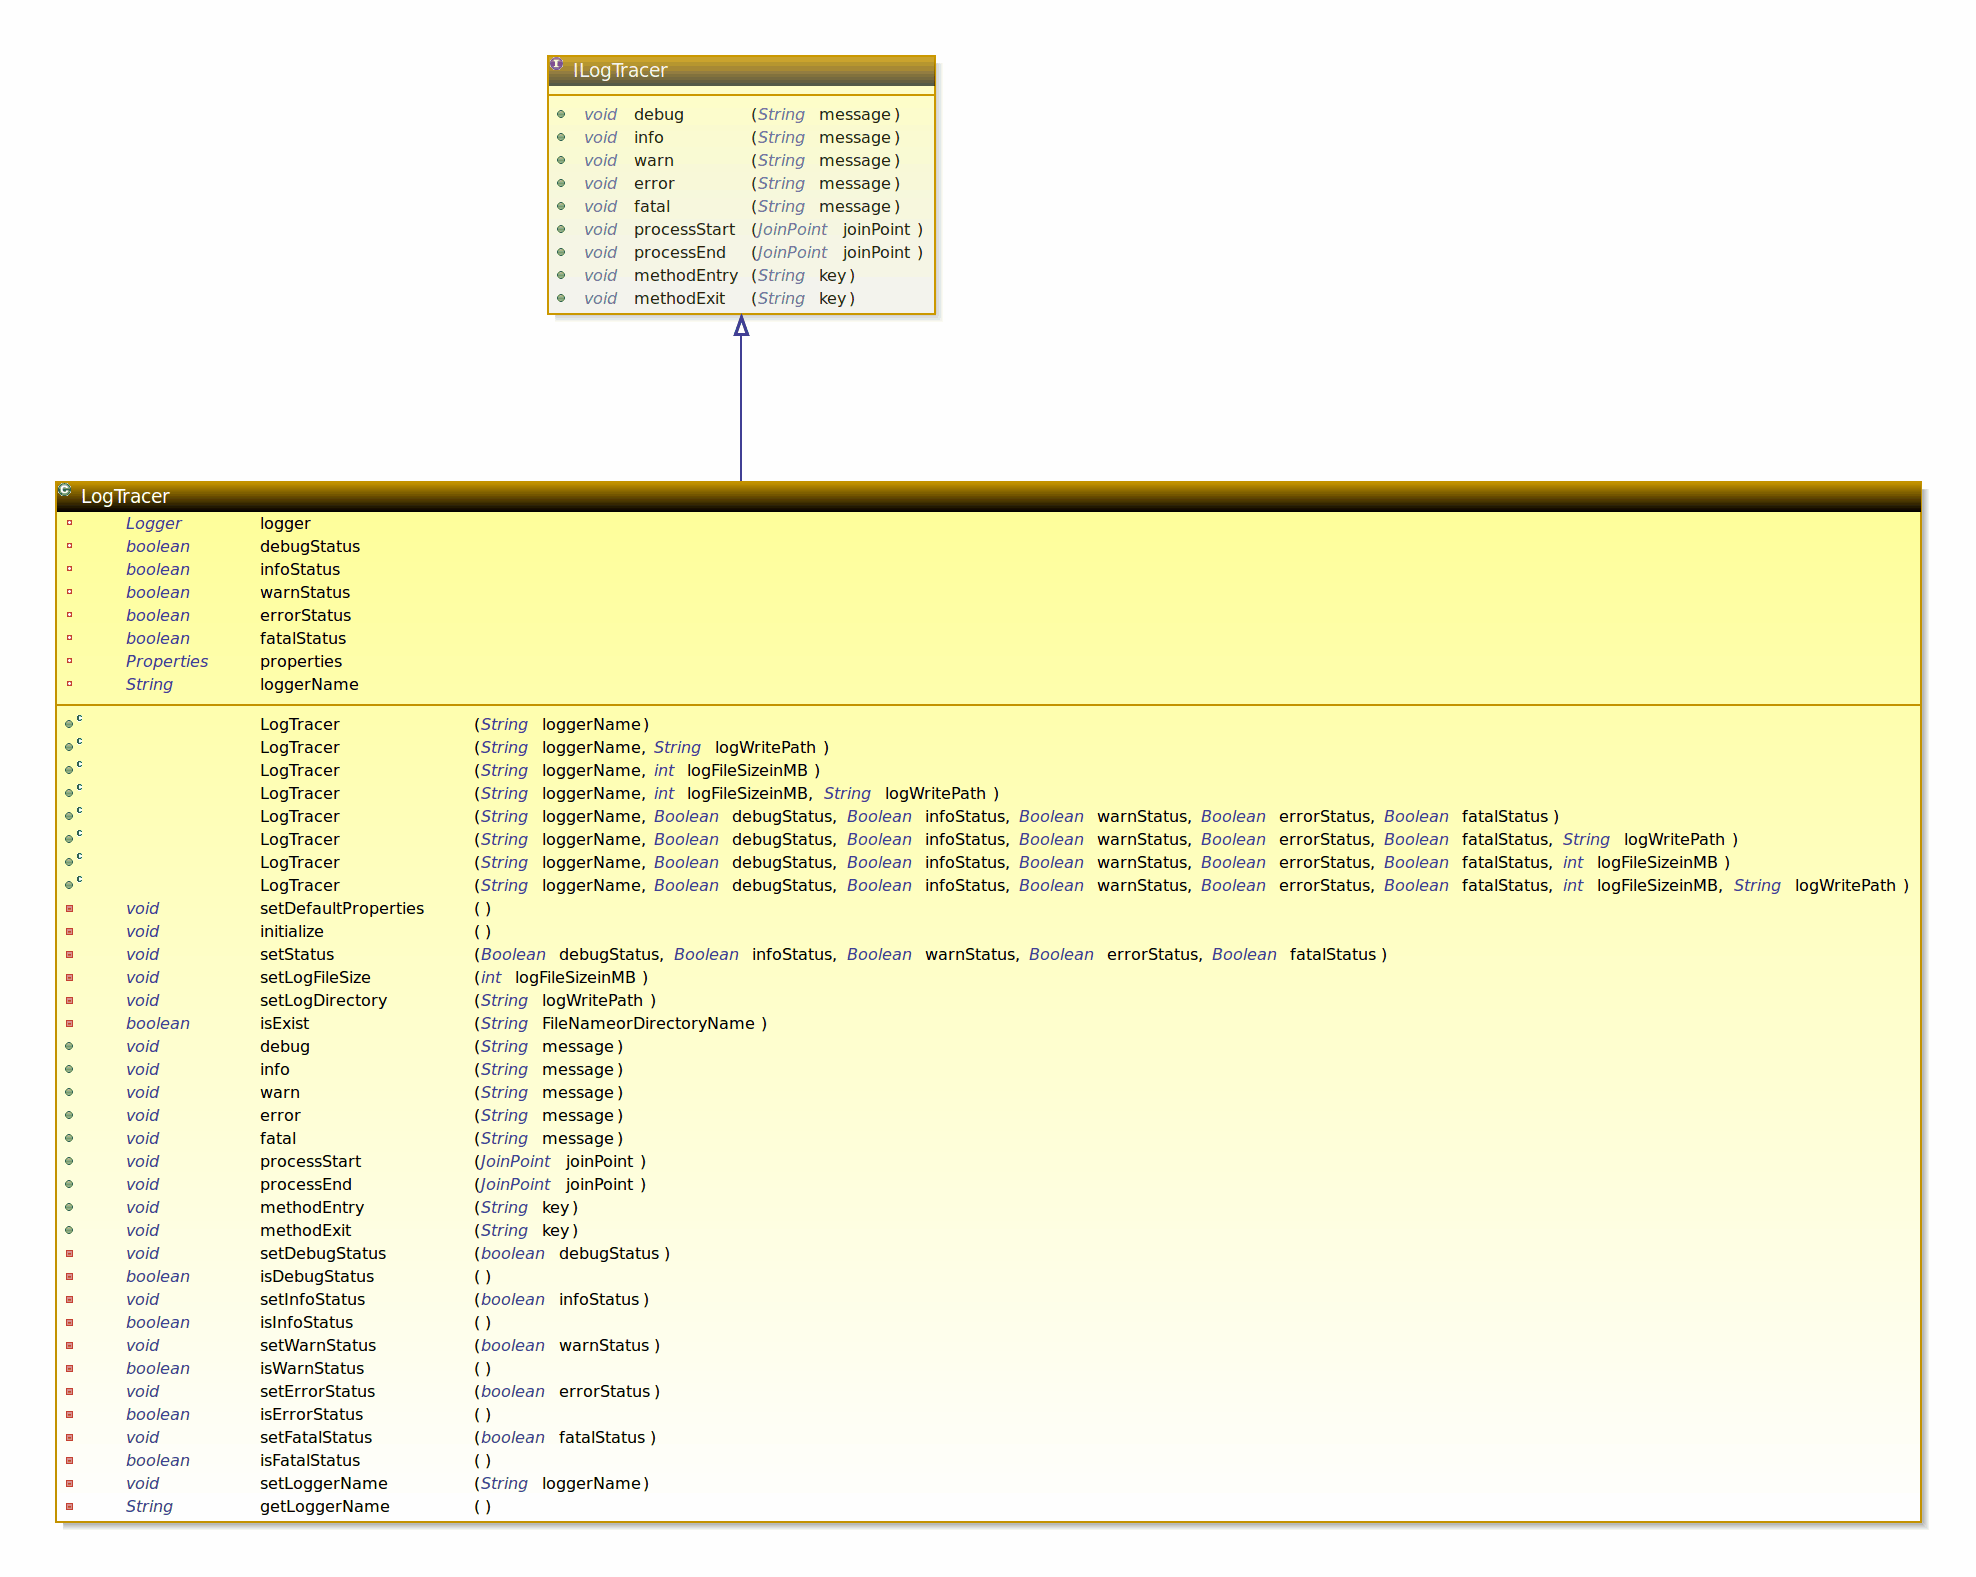 I ILogTracer
void debug (String message)
void info (String message)
void warn (String message)
void error (String message)
void fatal (String message)
void processStart (JoinPoint joinPoint )
void processEnd (JoinPoint joinPoint )
void methodEntry (String key)
void methodExit (String key)
C LogTracer
Logger logger
boolean debugStatus
boolean infoStatus
boolean warnStatus
boolean errorStatus
boolean fatalStatus
Properties properties
String loggerName
c LogTracer (String loggerName)
c LogTracer (String loggerName, String logWritePath )
c LogTracer (String loggerName, int logFileSizeinMB )
c LogTracer (String loggerName, int logFileSizeinMB, String logWritePath )
c LogTracer (String loggerName, Boolean debugStatus, Boolean infoStatus, Boolean warnStatus, Boolean errorStatus, Boolean fatalStatus )
c LogTracer (String loggerName, Boolean debugStatus, Boolean infoStatus, Boolean warnStatus, Boolean errorStatus, Boolean fatalStatus, String logWritePath )
c LogTracer (String loggerName, Boolean debugStatus, Boolean infoStatus, Boolean warnStatus, Boolean errorStatus, Boolean fatalStatus, int logFileSizeinMB )
c LogTracer (String loggerName, Boolean debugStatus, Boolean infoStatus, Boolean warnStatus, Boolean errorStatus, Boolean fatalStatus, int logFileSizeinMB, String logWritePath )
void setDefaultProperties ( )
void initialize ( )
void setStatus (Boolean debugStatus, Boolean infoStatus, Boolean warnStatus, Boolean errorStatus, Boolean fatalStatus )
void setLogFileSize (int logFileSizeinMB )
void setLogDirectory (String logWritePath )
boolean isExist (String FileNameorDirectoryName )
void debug (String message)
void info (String message)
void warn (String message)
void error (String message)
void fatal (String message)
void processStart (JoinPoint joinPoint )
void processEnd (JoinPoint joinPoint )
void methodEntry (String key)
void methodExit (String key)
void setDebugStatus (boolean debugStatus )
boolean isDebugStatus ( )
void setInfoStatus (boolean infoStatus )
boolean isInfoStatus ( )
void setWarnStatus (boolean warnStatus )
boolean isWarnStatus ( )
void setErrorStatus (boolean errorStatus )
boolean isErrorStatus ( )
void setFatalStatus (boolean fatalStatus )
boolean isFatalStatus ( )
void setLoggerName (String loggerName)
String getLoggerName ( )